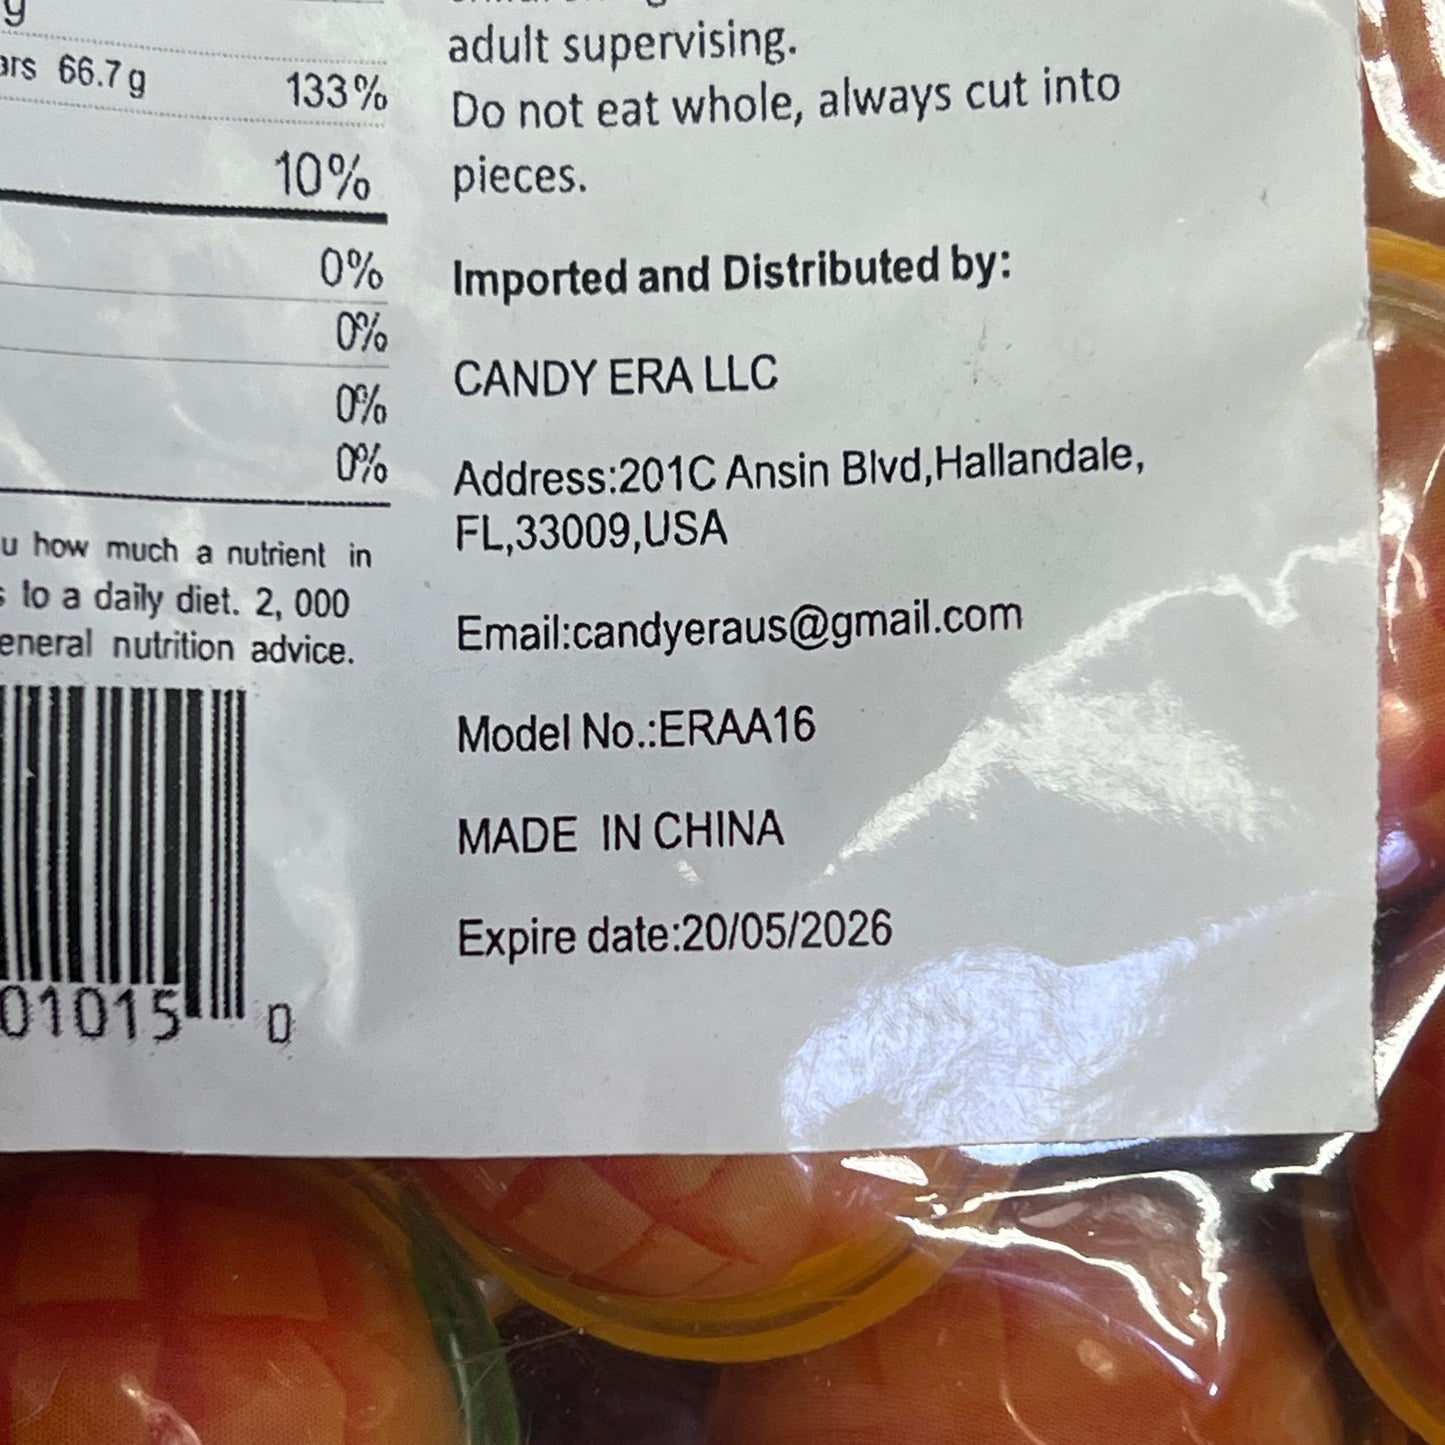 g
66.7g 133%
10%
0%
0%
0%
0%
u how much a nutrient in
to a daily diet. 2, 000
eneral nutrition advice.
01015 0
adult supervising.
Do not eat whole, always cut into
pieces.
Imported and Distributed by:
CANDY ERA LLC
Address:201C Ansin Blvd,Hallandale,
FL,33009,USA
Email:candyeraus@gmail.com
Model No.:ERAA16
MADE IN CHINA
Expire date:20/05/2026